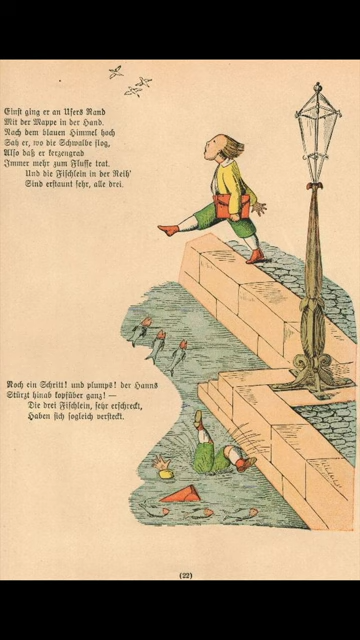 Einst ging er an Ufers Rand
Mit der Mappe in der Hand.
Nach dem blauen Himmel hoch
Sah er, wo die Schwalbe flog,
Also daß er kerzengrad
Immer mehr zum Flusse trat.
Und die Fischlein in der Reih'
Sind erstaunt sehr, alle drei.
Noch ein Schritt! und plumps! der Hanns
Stürzt hinab kopfüber ganz! —
Die drei Fischlein, sehr erschreckt,
Haben sich sogleich versteckt.
(22)